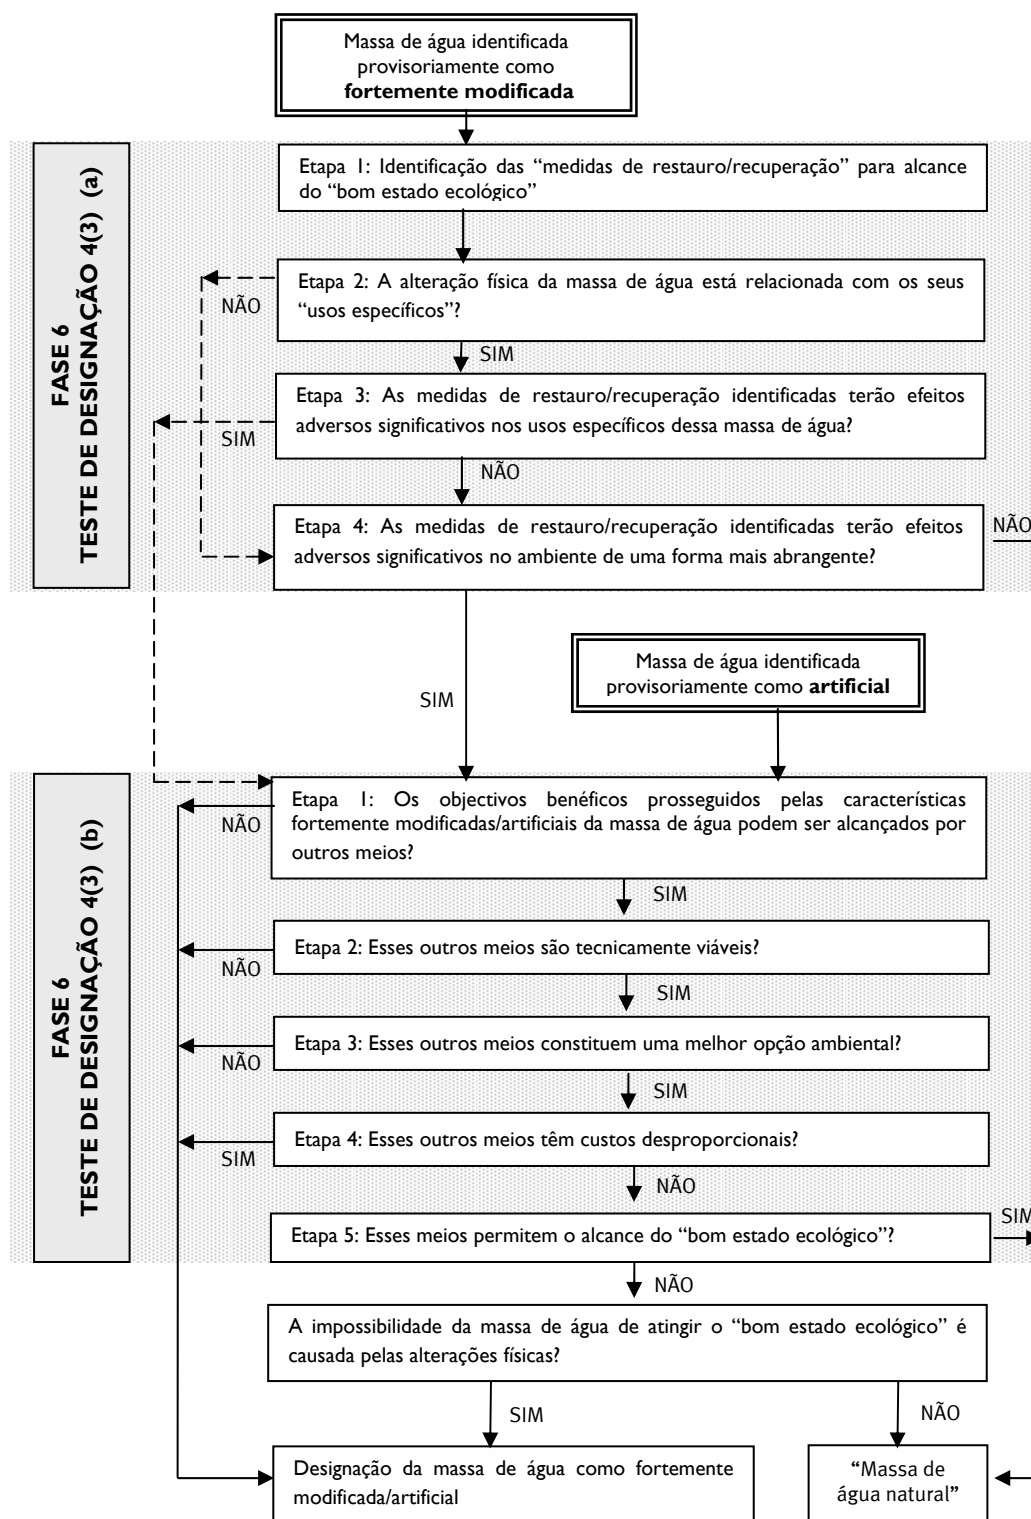 Massa de água identificada
provisoriamente como
fortemente modificada
FASE 6
TESTE DE DESIGNAÇÃO 4(3) (a)
Etapa 1: Identificação das “medidas de restauro/recuperação” para alcance
do “bom estado ecológico”
Etapa 2: A alteração física da massa de água está relacionada com os seus
“usos específicos”?
NÃO
SIM
Etapa 3: As medidas de restauro/recuperação identificadas terão efeitos
adversos significativos nos usos específicos dessa massa de água?
SIM
NÃO
Etapa 4: As medidas de restauro/recuperação identificadas terão efeitos
adversos significativos no ambiente de uma forma mais abrangente?
NÃO
SIM
Massa de água identificada
provisoriamente como artificial
FASE 6
TESTE DE DESIGNAÇÃO 4(3) (b)
Etapa 1: Os objectivos benéficos prosseguidos pelas características
fortemente modificadas/artificiais da massa de água podem ser alcançados por
outros meios?
NÃO
SIM
Etapa 2: Esses outros meios são tecnicamente viáveis?
NÃO
SIM
Etapa 3: Esses outros meios constituem uma melhor opção ambiental?
NÃO
SIM
Etapa 4: Esses outros meios têm custos desproporcionais?
SIM
NÃO
Etapa 5: Esses meios permitem o alcance do “bom estado ecológico”?
SIM
NÃO
A impossibilidade da massa de água de atingir o “bom estado ecológico” é
causada pelas alterações físicas?
SIM
NÃO
Designação da massa de água como fortemente
modificada/artificial
“Massa de
água natural”